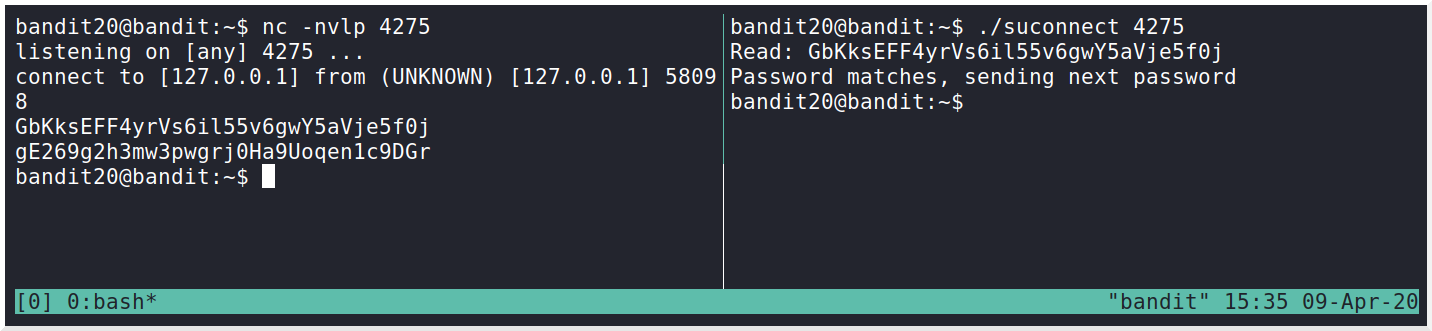 bandit20@bandit:~$ nc -nvlp 4275
listening on [any] 4275 ...
connect to [127.0.0.1] from (UNKNOWN) [127.0.0.1] 5809
8
GbKksEFF4yrVs6il55v6gwY5aVje5f0j
gE269g2h3mw3pwgrj0Ha9Uoqen1c9DGr
bandit20@bandit:~$
bandit20@bandit:~$ ./suconnect 4275
Read: GbKksEFF4yrVs6il55v6gwY5aVje5f0j
Password matches, sending next password
bandit20@bandit:~$
[0] 0:bash* "bandit" 15:35 09-Apr-20